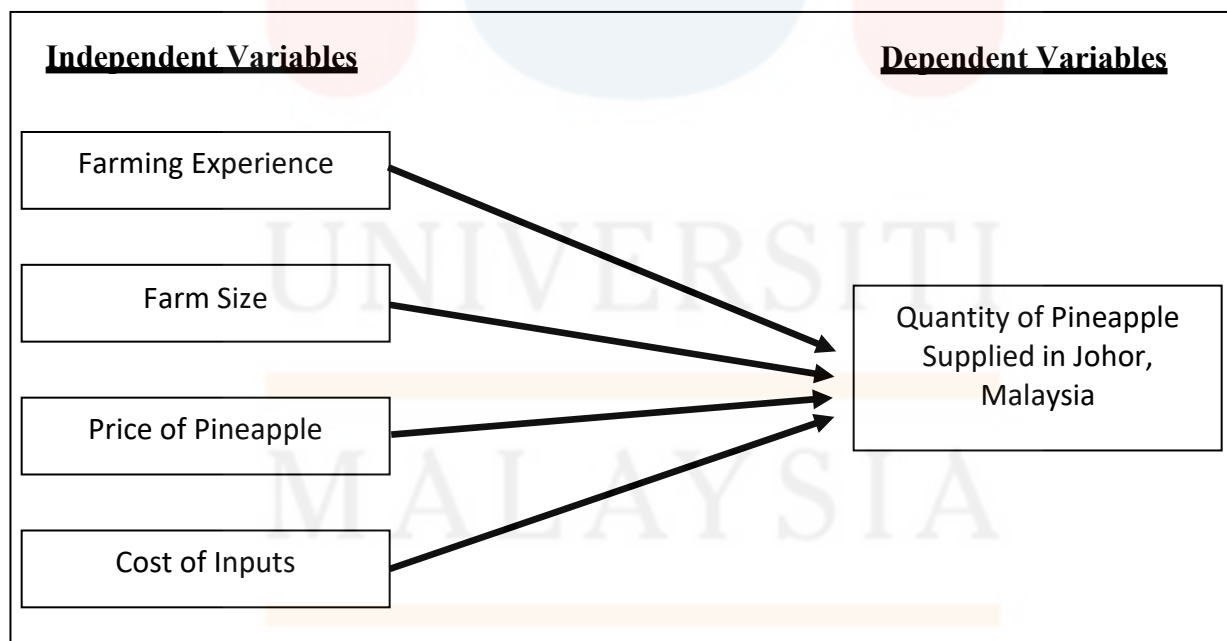 Independent Variables
Dependent Variables
Farming Experience
Farm Size
Price of Pineapple
Cost of Inputs
Quantity of Pineapple
Supplied in Johor,
Malaysia
UNIVERSITI
MALAYSIA